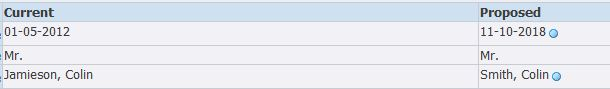 Current Proposed
01-05-2012 11-10-2018
Mr. Mr.
Jamieson, Colin Smith, Colin